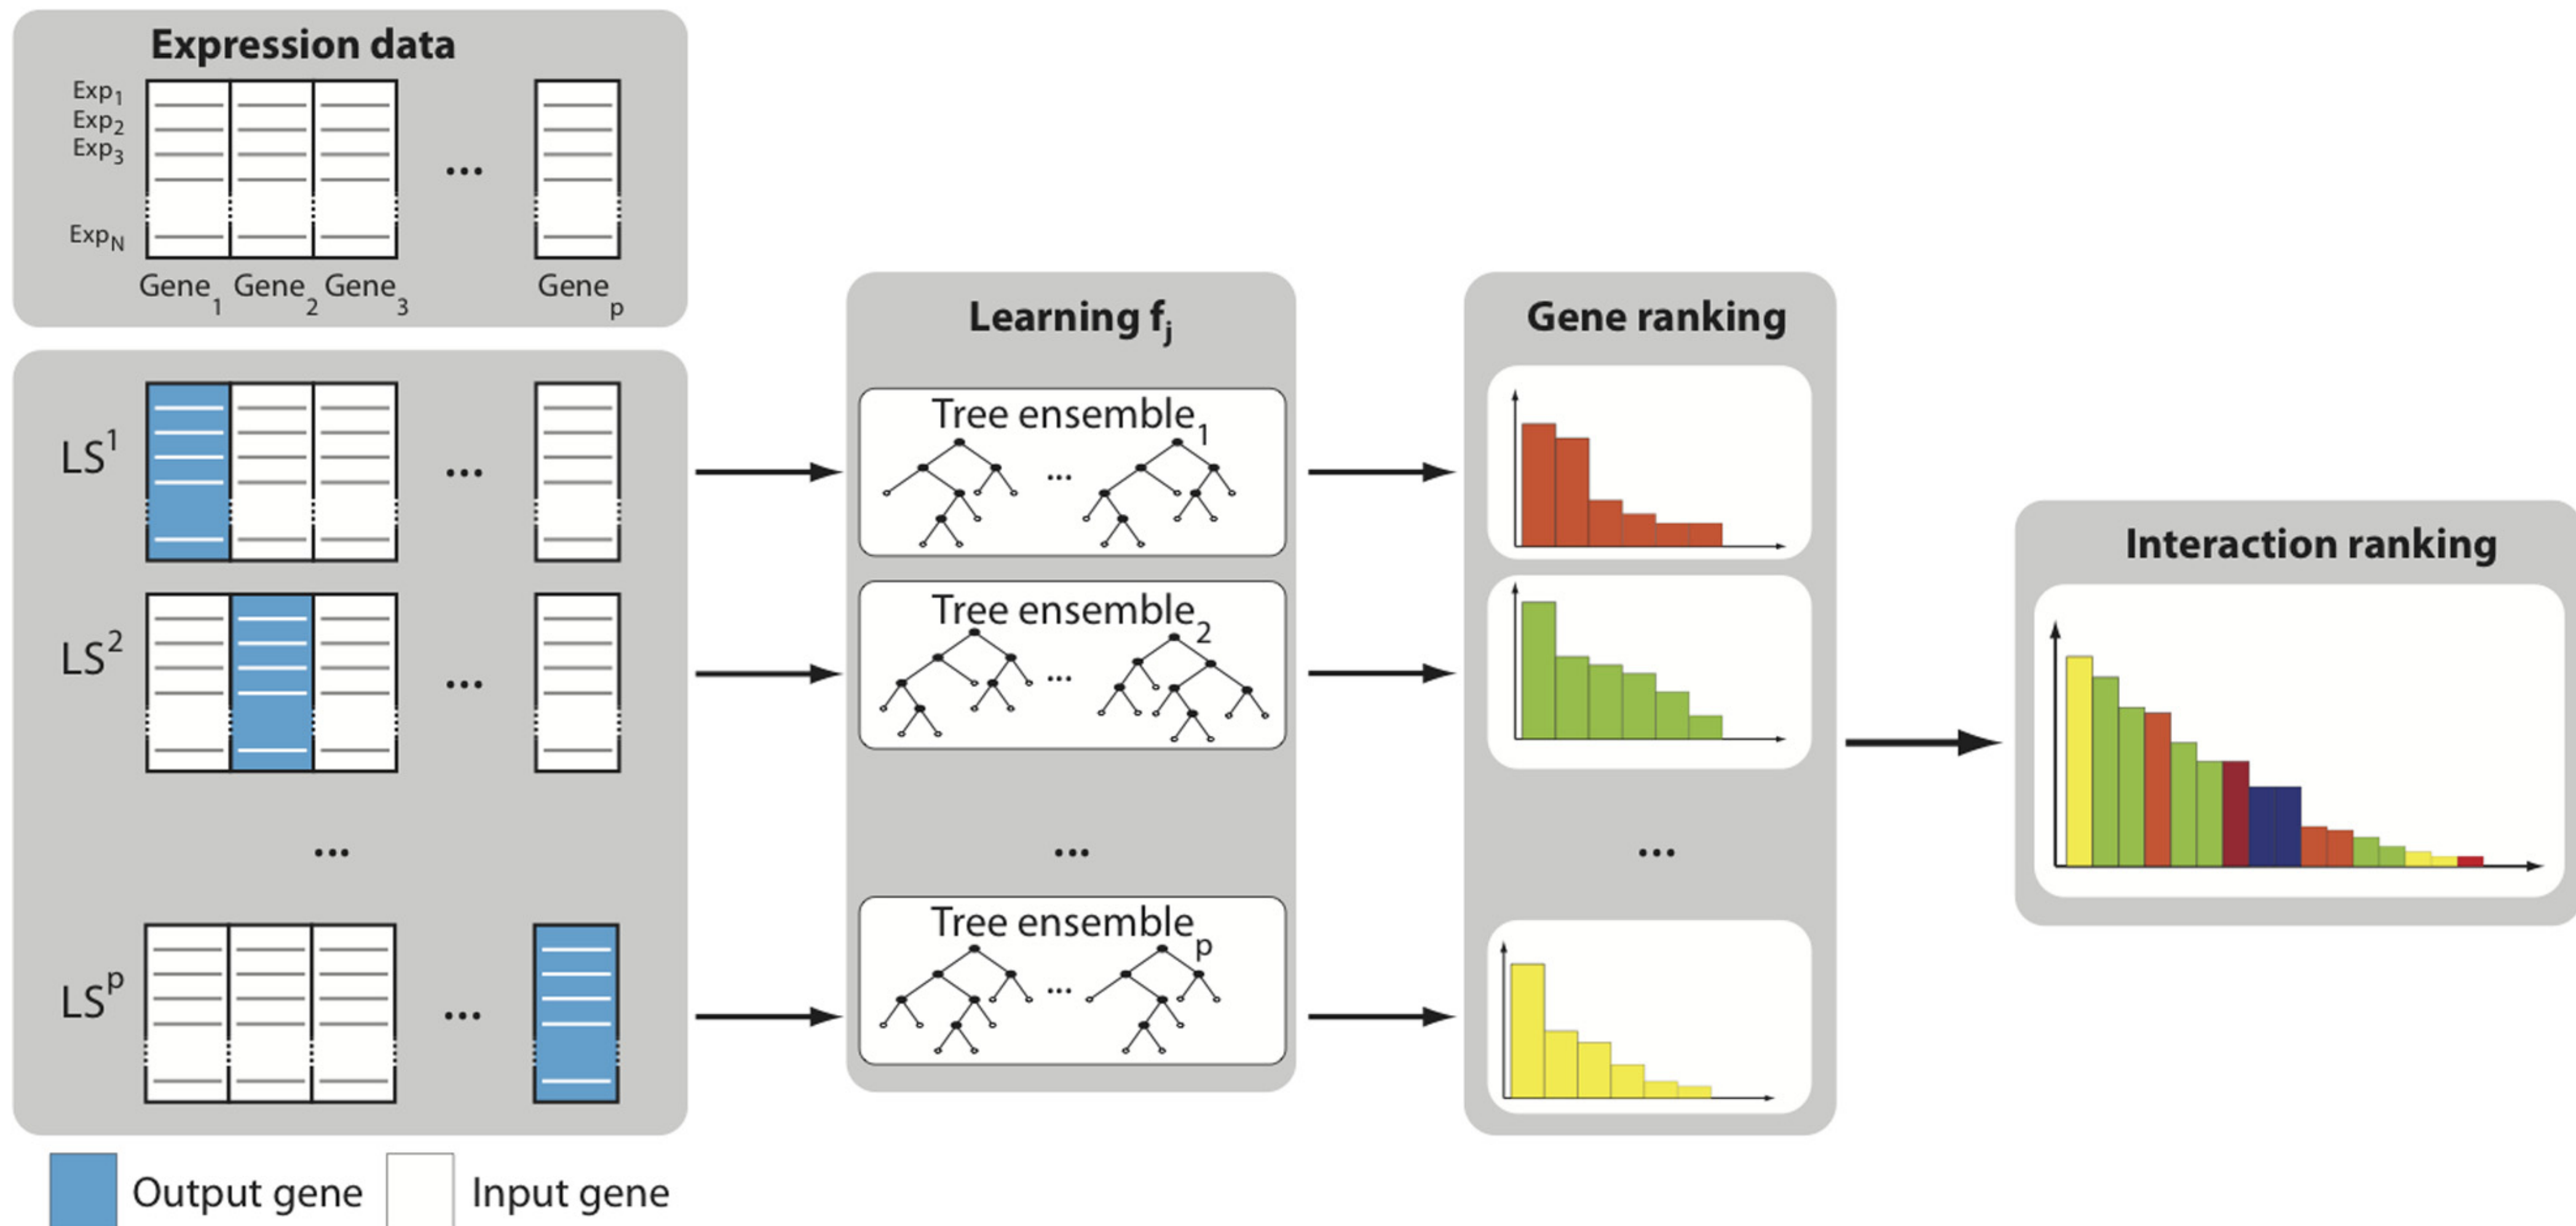 Expression data
Exp1
Exp2
Exp3
...
ExpN
Gene1 Gene2 Gene3 Genep
LS1
...
LS2
...
...
LSp
...
Output gene Input gene
Learning fj
Tree ensemble1
...
Tree ensemble2
...
...
Tree ensemblep
...
Gene ranking
...
Interaction ranking